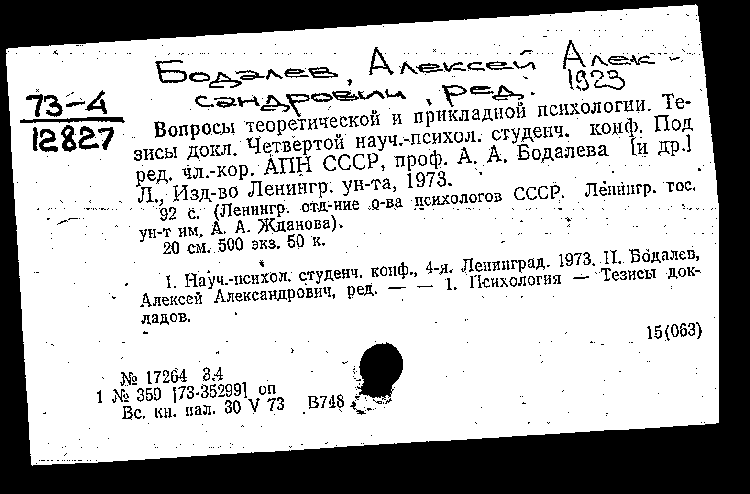 Бодалев, Алексей Алек-
сандрович, ред. 1923
73-4
12827
Вопросы теоретической и прикладной психологии. Те-
зисы докл. Четвертой науч.-психол. студенч. конф. Под
ред. чл.-кор. АПН СССР, проф. А. А. Бодалева [и др.]
Л., Изд-во Ленингр. ун-та, 1973.
92 с. (Ленингр. отд-ние о-ва психологов СССР. Ленингр. гос.
ун-т им. А. А. Жданова).
20 см. 500 экз. 50 к.
I. Науч.-психол. студенч. конф., 4-я. Ленинград. 1973. II. Бодалев,
Алексей Александрович, ред. — — 1. Психология — Тезисы док-
ладов.
15(063)
№ 17264 3.4
1 № 350 [73-35299] оп
Вс. кн. пал. 30 V 73 В748